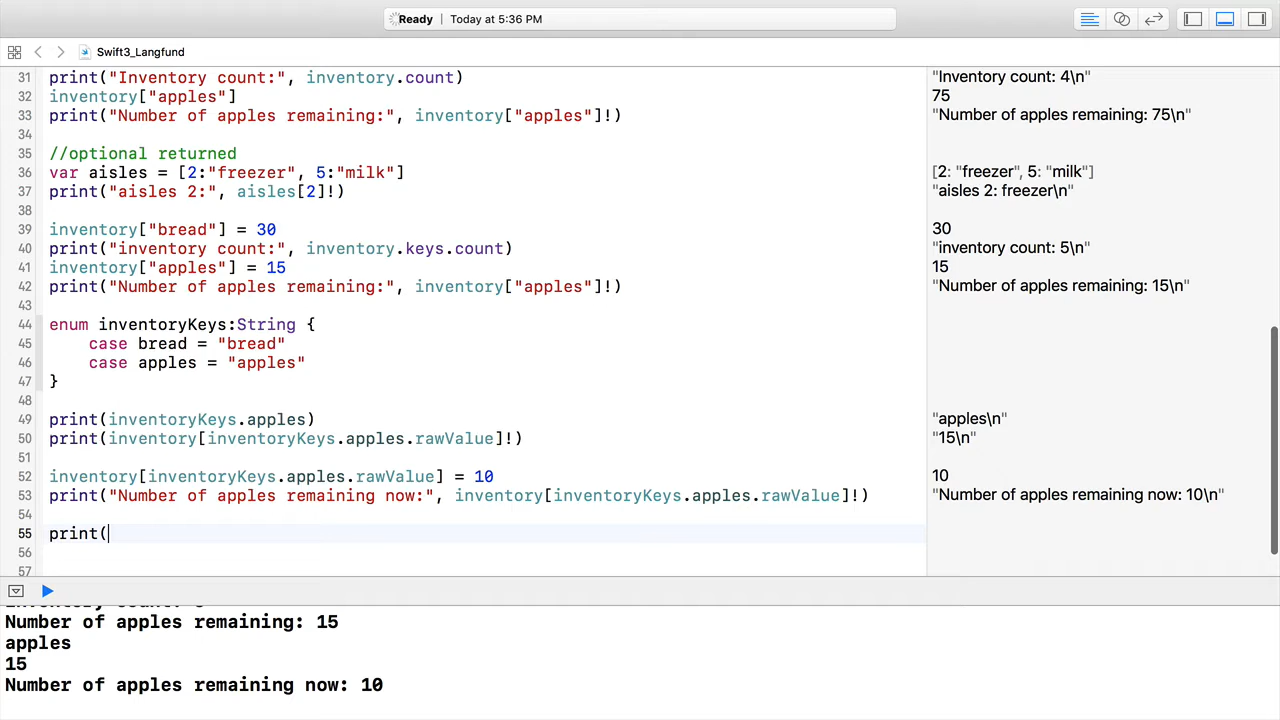 Ready | Today at 5:36 PM
Swift3_Langfund
31 print("Inventory count:", inventory.count) "Inventory count: 4\n"
32 inventory["apples"] 75
33 print("Number of apples remaining:", inventory["apples"]!) "Number of apples remaining: 75\n"
34
35 //optional returned
36 var aisles = [2:"freezer", 5:"milk"] [2: "freezer", 5: "milk"]
37 print("aisles 2:", aisles[2]!) "aisles 2: freezer\n"
38
39 inventory["bread"] = 30 30
40 print("inventory count:", inventory.keys.count) "inventory count: 5\n"
41 inventory["apples"] = 15 15
42 print("Number of apples remaining:", inventory["apples"]!) "Number of apples remaining: 15\n"
43
44 enum inventoryKeys:String {
45 case bread = "bread"
46 case apples = "apples"
47 }
48
49 print(inventoryKeys.apples) "apples\n"
50 print(inventory[inventoryKeys.apples.rawValue]!) "15\n"
51
52 inventory[inventoryKeys.apples.rawValue] = 10 10
53 print("Number of apples remaining now:", inventory[inventoryKeys.apples.rawValue]!) "Number of apples remaining now: 10\n"
54
55 print(
56
57
Number of apples remaining: 15
apples
15
Number of apples remaining now: 10